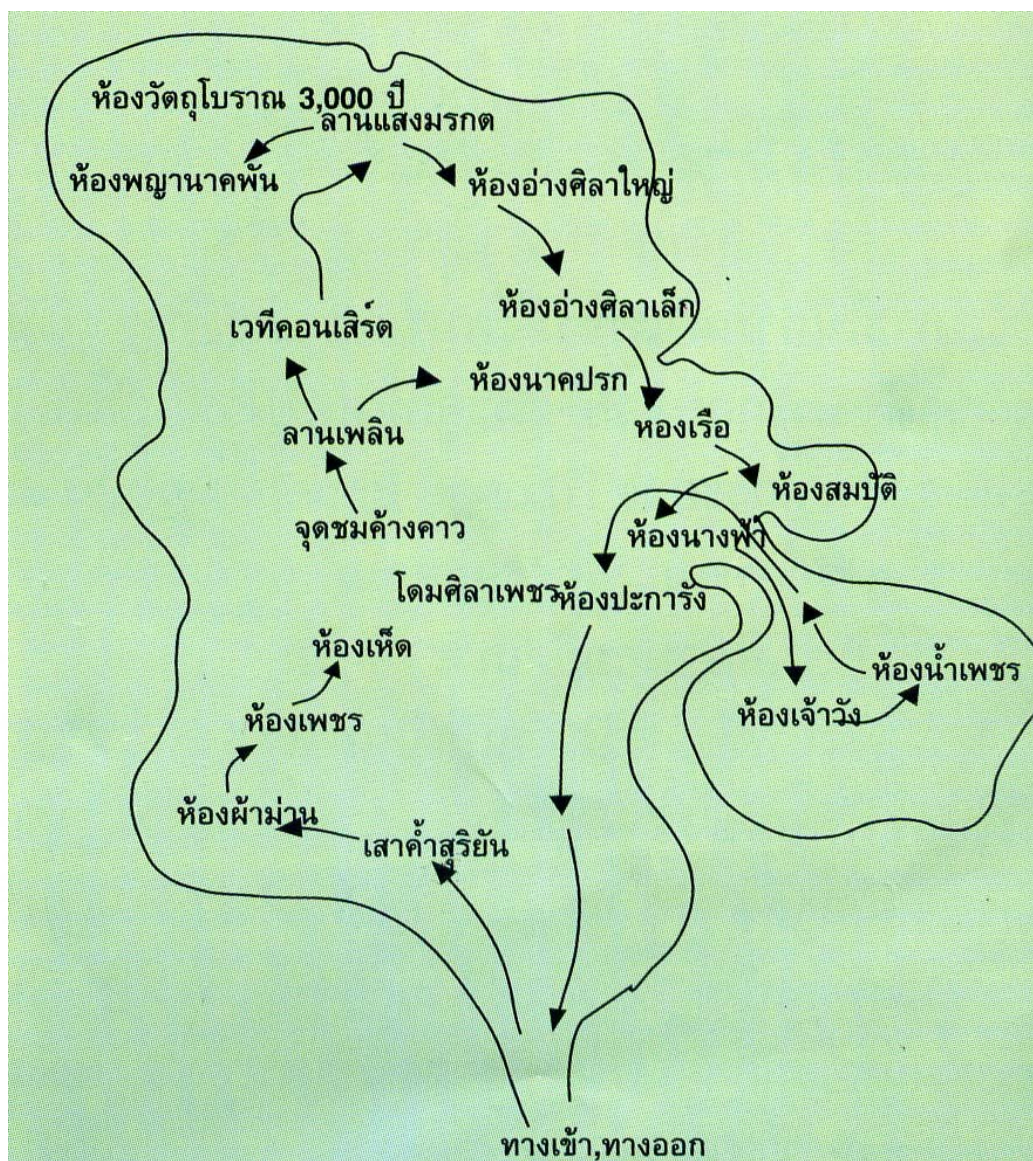 ห้องวัตถุโบราณ 3,000 ปี
ลานแสงมรกต
ห้องพญานาคพัน
ห้องอ่างศิลาใหญ่
ห้องอ่างศิลาเล็ก
เวทีคอนเสิร์ต
ห้องนาคปรก
ลานเพลิน
หองเรือ
ห้องสมบัติ
จุดชมค้างคาว
ห้องนางฟ้า
โดมศิลาเพชร
ห้องปะการัง
ห้องเห็ด
ห้องน้ำเพชร
ห้องเพชร
ห้องเจ้าวัง
ห้องผ้าม่าน
เสาค้ำสุริยัน
ทางเข้า,ทางออก